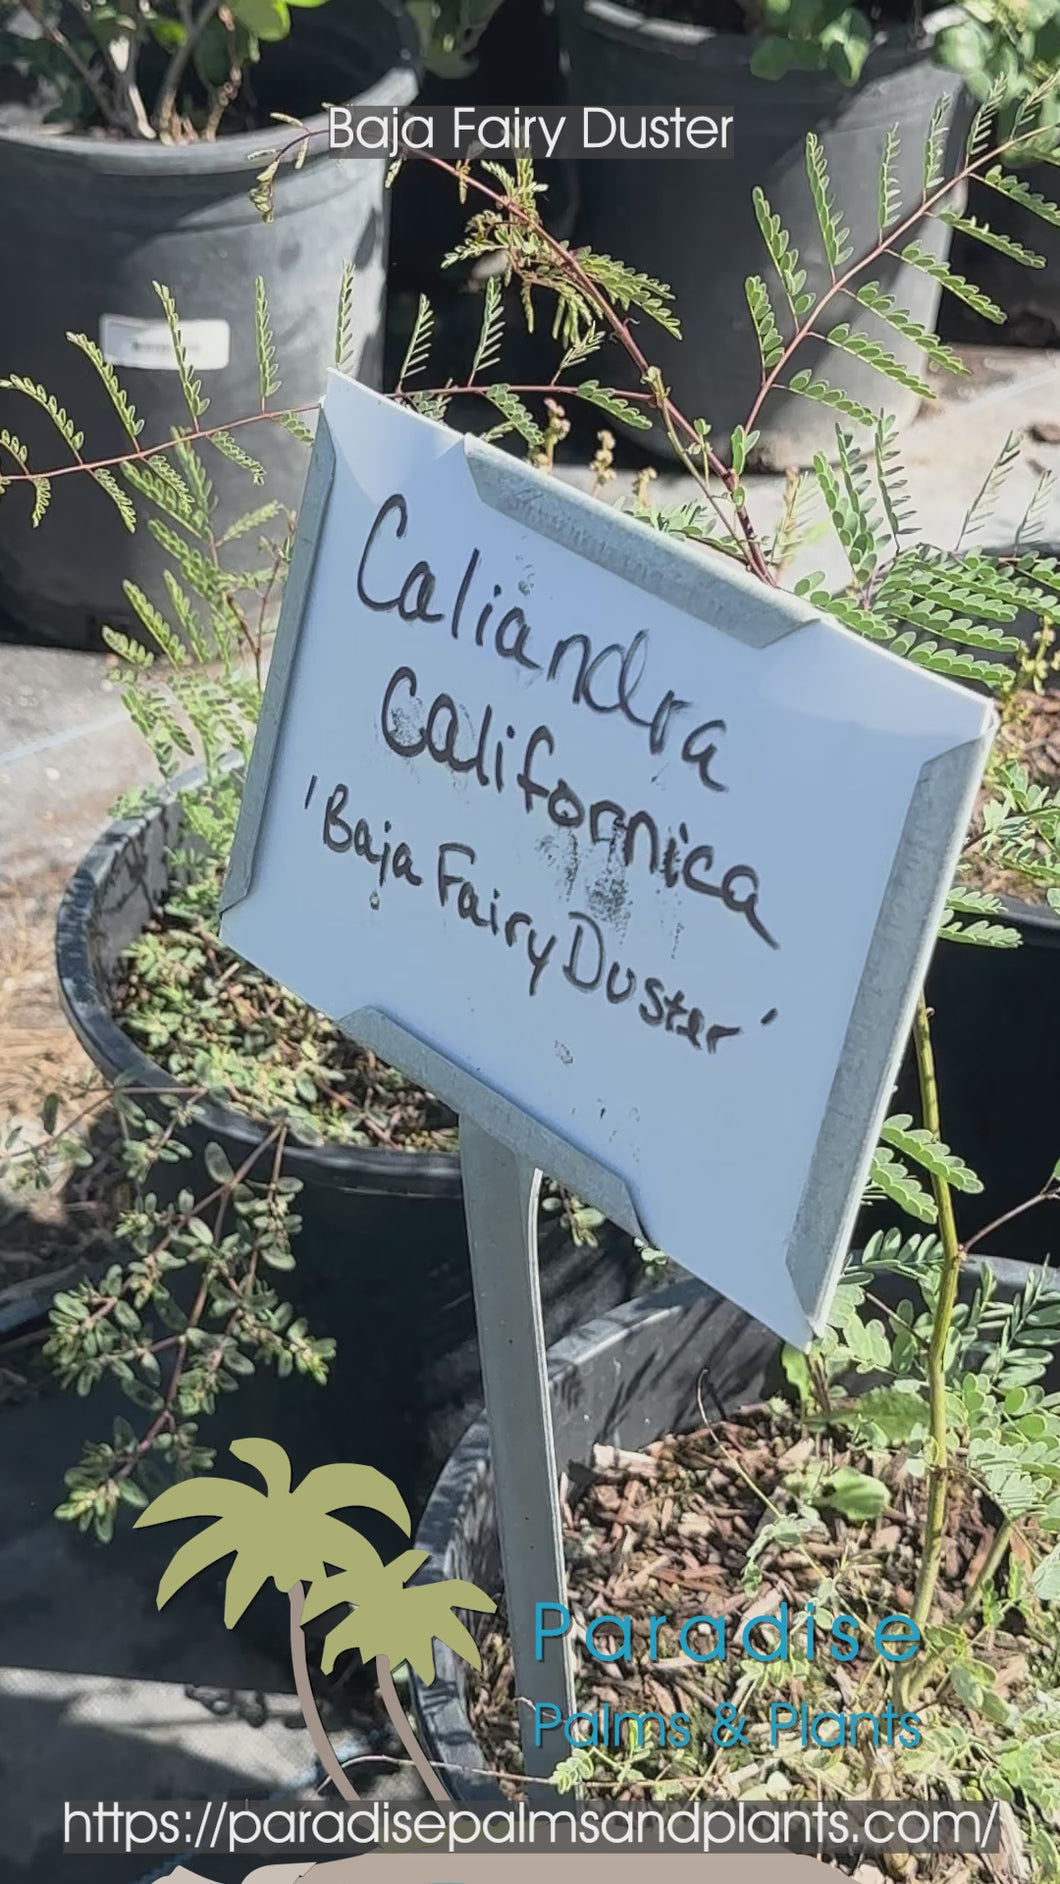 Baja Fairy Duster
Caliandra
Californica
'Baja Fairy Duster'
Paradise
Palms & Plants
https://paradisepalmsandplants.com/